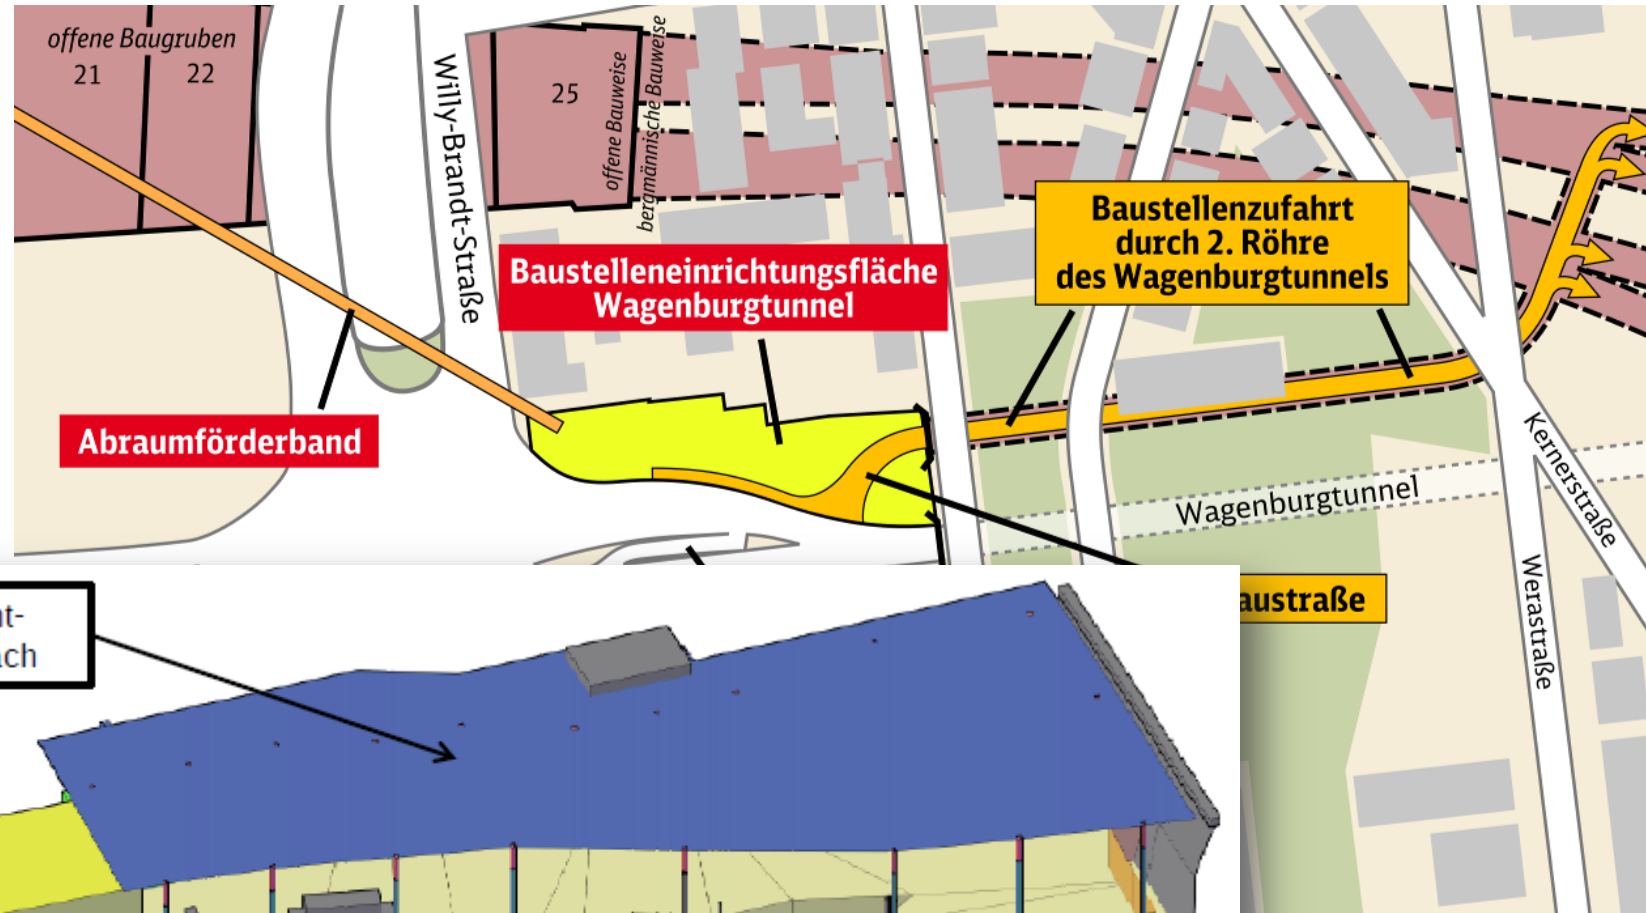 offene Baugruben
21
22
Willy-Brandt-Straße
25
offene Bauweise
bergmännische Bauweise
Baustelleneinrichtungsfläche
Wagenburgtunnel
Baustellenzufahrt
durch 2. Röhre
des Wagenburgtunnels
Abraumförderband
Wagenburgtunnel
Kernerstraße
Werastraße
austraße
t-
ch